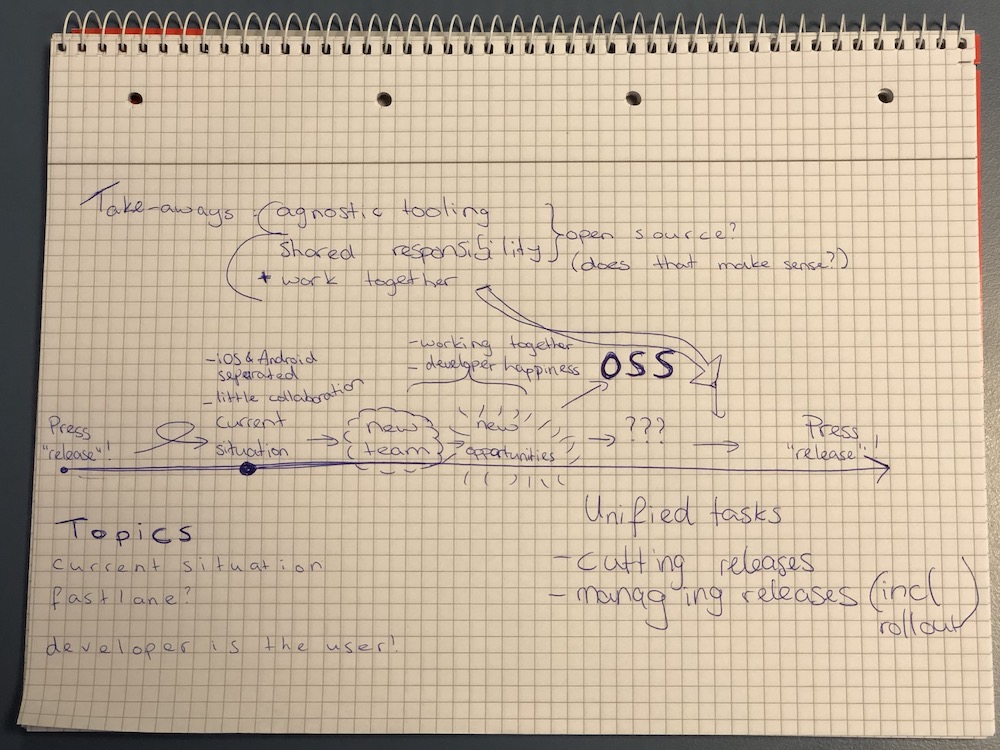 Take-aways: agnostic tooling
shared responsibility
* work together
open source?
(does that make sense?)
- iOS & Android
seperated
- little collaboration
- working together
- developer happiness
OSS
Press
"release"!
current
situation
new
team
new
opportunities
???
Press
"release"!
Topics
current situation
fastlane?
developer is the user!
Unified tasks
- cutting releases
- managing releases (incl
rollout)